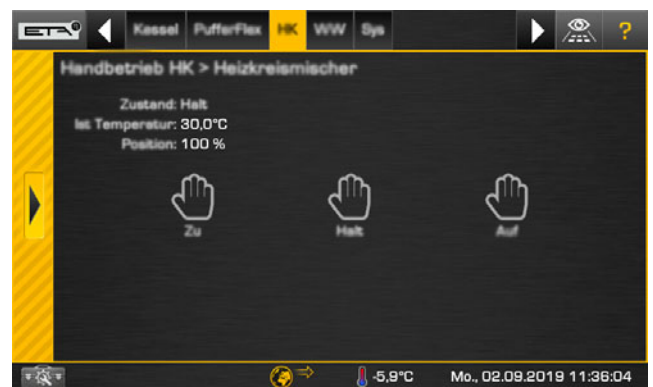 ETA Kessel PufferFlex HK WW Sys ?
Handbetrieb HK > Heizkreismischer
Zustand: Halt
Ist Temperatur: 30,0°C
Position: 100 %
Zu Halt Auf
-5,9°C Mo., 02.09.2019 11:36:04